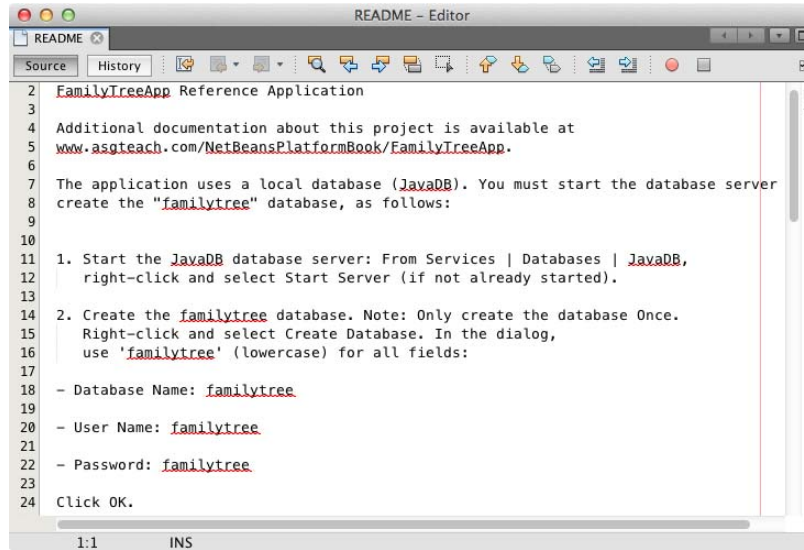 README – Editor
README
Source History
2 FamilyTreeApp Reference Application
3
4 Additional documentation about this project is available at
5 www.asgteach.com/NetBeansPlatformBook/FamilyTreeApp.
6
7 The application uses a local database (JavaDB). You must start the database server
8 create the "familytree" database, as follows:
9
10
11 1. Start the JavaDB database server: From Services | Databases | JavaDB,
12 right-click and select Start Server (if not already started).
13
14 2. Create the familytree database. Note: Only create the database Once.
15 Right-click and select Create Database. In the dialog,
16 use 'familytree' (lowercase) for all fields:
17
18 – Database Name: familytree
19
20 – User Name: familytree
21
22 – Password: familytree
23
24 Click OK.
1:1 INS